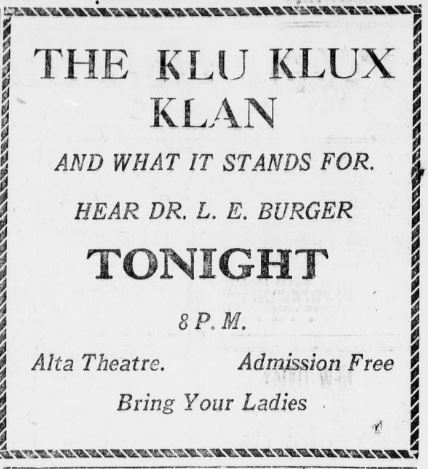 THE KLU KLUX
KLAN
AND WHAT IT STANDS FOR.
HEAR DR. L. E. BURGER
TONIGHT
8 P. M.
Alta Theatre. Admission Free
Bring Your Ladies